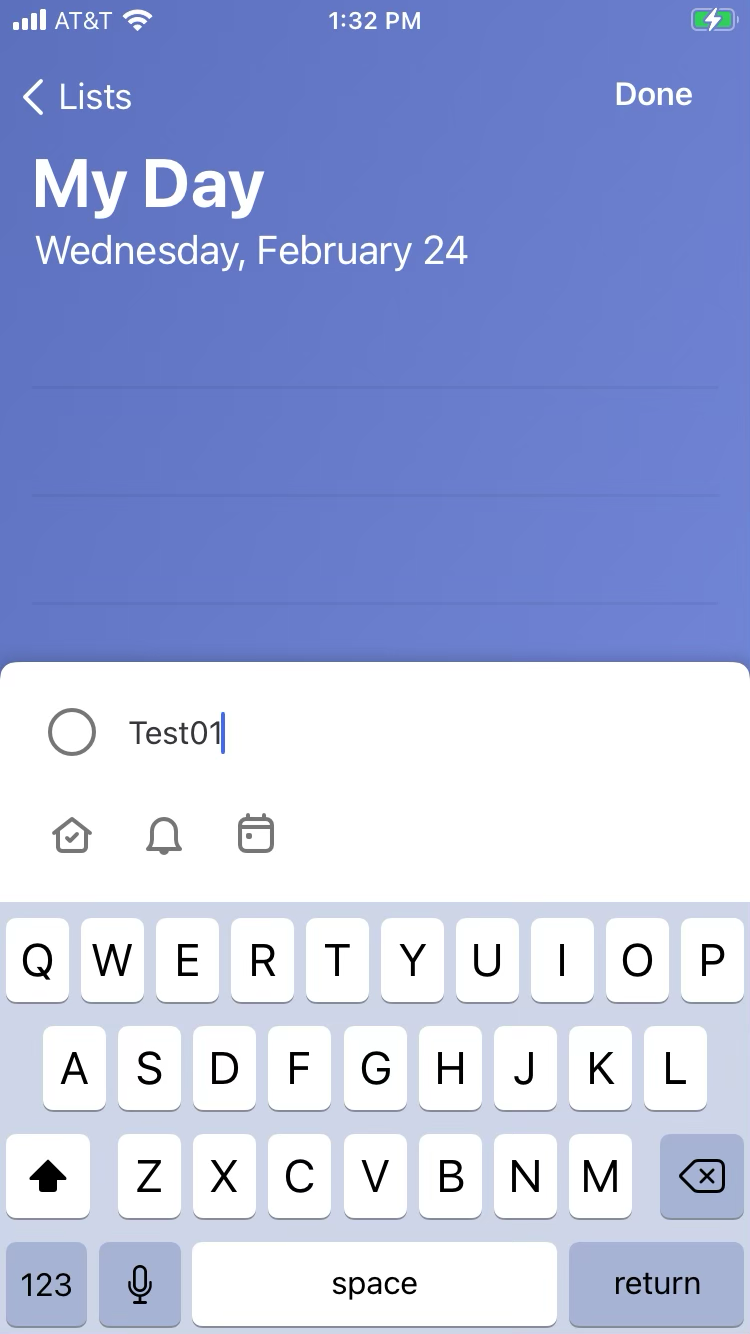 AT&T 1:32 PM
Lists Done
My Day
Wednesday, February 24
Test01
Q W E R T Y U I O P
A S D F G H J K L
Z X C V B N M
123 space return